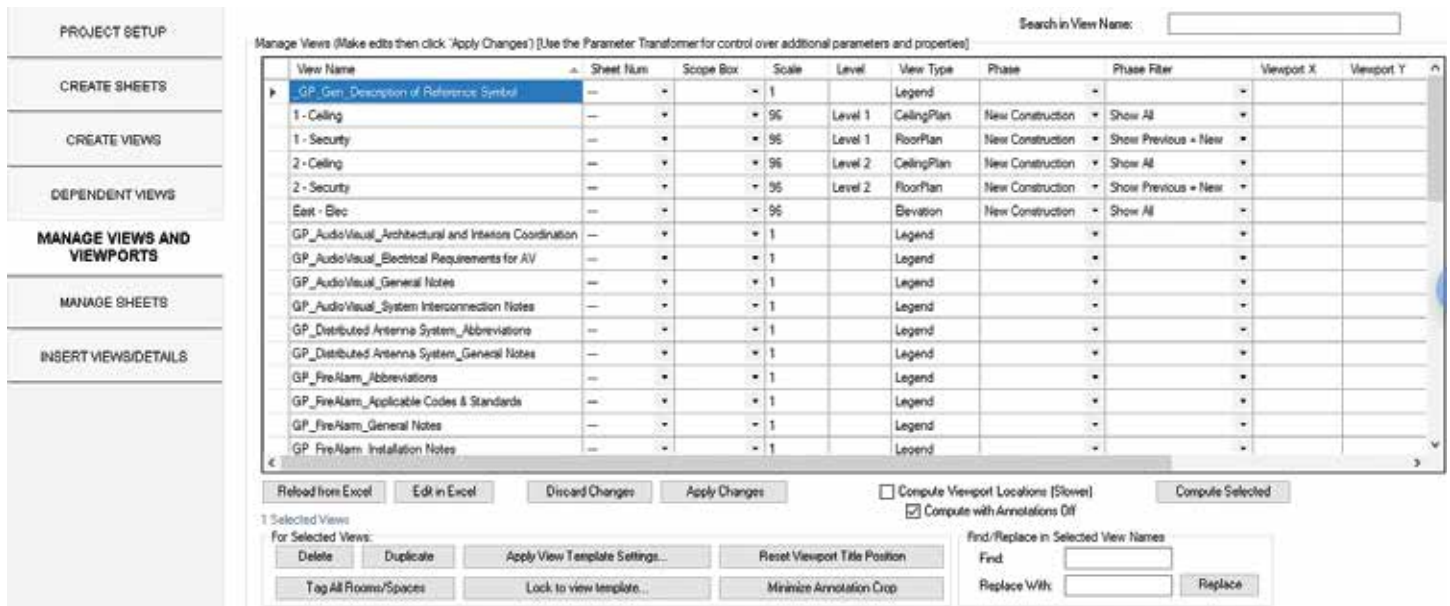 Search in View Name:
PROJECT SETUP
CREATE SHEETS
CREATE VIEWS
DEPENDENT VIEWS
MANAGE VIEWS AND
VIEWPORTS
MANAGE SHEETS
INSERT VIEWS/DETAILS
Manage Views (Make edits then click 'Apply Changes') [Use the Parameter Transformer for control over additional parameters and properties]
View Name Sheet Num Scope Box Scale Level View Type Phase Phase Filter Viewport X Viewport Y
_GP_Gen_Description of Reference Symbol --- 1 Legend
1 - Ceiling --- 96 Level 1 CeilingPlan New Construction Show All
1 - Security --- 96 Level 1 FloorPlan New Construction Show Previous + New
2 - Ceiling --- 96 Level 2 CeilingPlan New Construction Show All
2 - Security --- 96 Level 2 FloorPlan New Construction Show Previous + New
East - Elec --- 96 Elevation New Construction Show All
GP_AudioVisual_Architectural and Interiors Coordination --- 1 Legend
GP_AudioVisual_Electrical Requirements for AV --- 1 Legend
GP_AudioVisual_General Notes --- 1 Legend
GP_AudioVisual_System Interconnection Notes --- 1 Legend
GP_Distributed Antenna System_Abbreviations --- 1 Legend
GP_Distributed Antenna System_General Notes --- 1 Legend
GP_FireAlarm_Abbreviations --- 1 Legend
GP_FireAlarm_Applicable Codes & Standards --- 1 Legend
GP_FireAlarm_General Notes --- 1 Legend
GP_FireAlarm_Installation Notes --- 1 Legend
Reload from Excel Edit in Excel Discard Changes Apply Changes Compute Viewport Locations (Slower) Compute Selected
Compute with Annotations Off
1 Selected Views
For Selected Views: Find/Replace in Selected View Names
Delete Duplicate Apply View Template Settings... Reset Viewport Title Position Find:
Tag All Rooms/Spaces Lock to view template... Minimize Annotation Crop Replace With: Replace